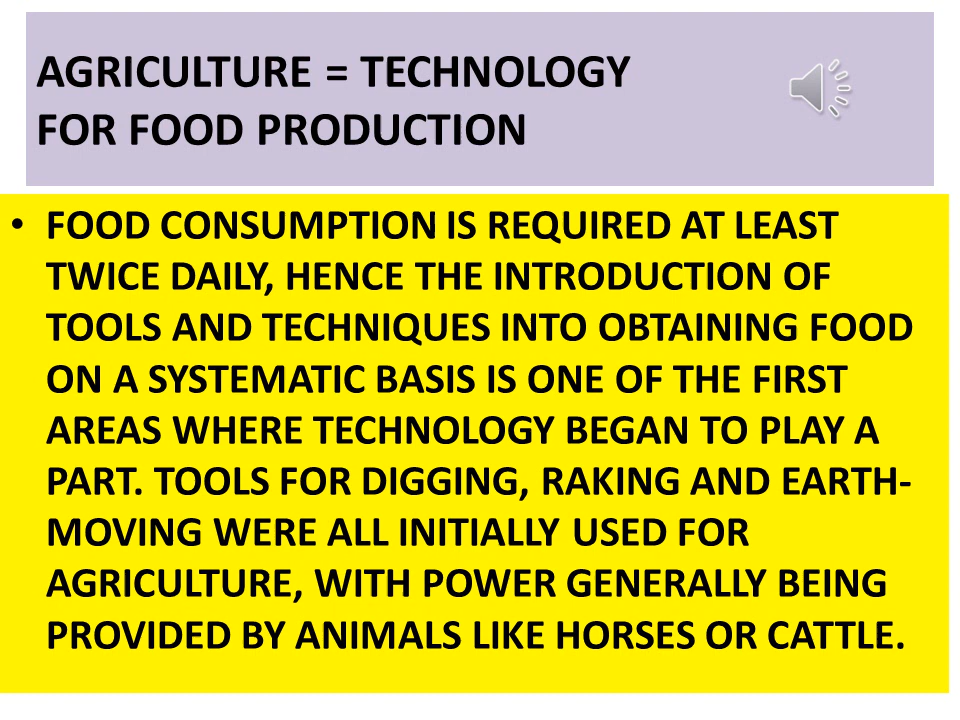 AGRICULTURE = TECHNOLOGY
FOR FOOD PRODUCTION
• FOOD CONSUMPTION IS REQUIRED AT LEAST
TWICE DAILY, HENCE THE INTRODUCTION OF
TOOLS AND TECHNIQUES INTO OBTAINING FOOD
ON A SYSTEMATIC BASIS IS ONE OF THE FIRST
AREAS WHERE TECHNOLOGY BEGAN TO PLAY A
PART. TOOLS FOR DIGGING, RAKING AND EARTH-
MOVING WERE ALL INITIALLY USED FOR
AGRICULTURE, WITH POWER GENERALLY BEING
PROVIDED BY ANIMALS LIKE HORSES OR CATTLE.